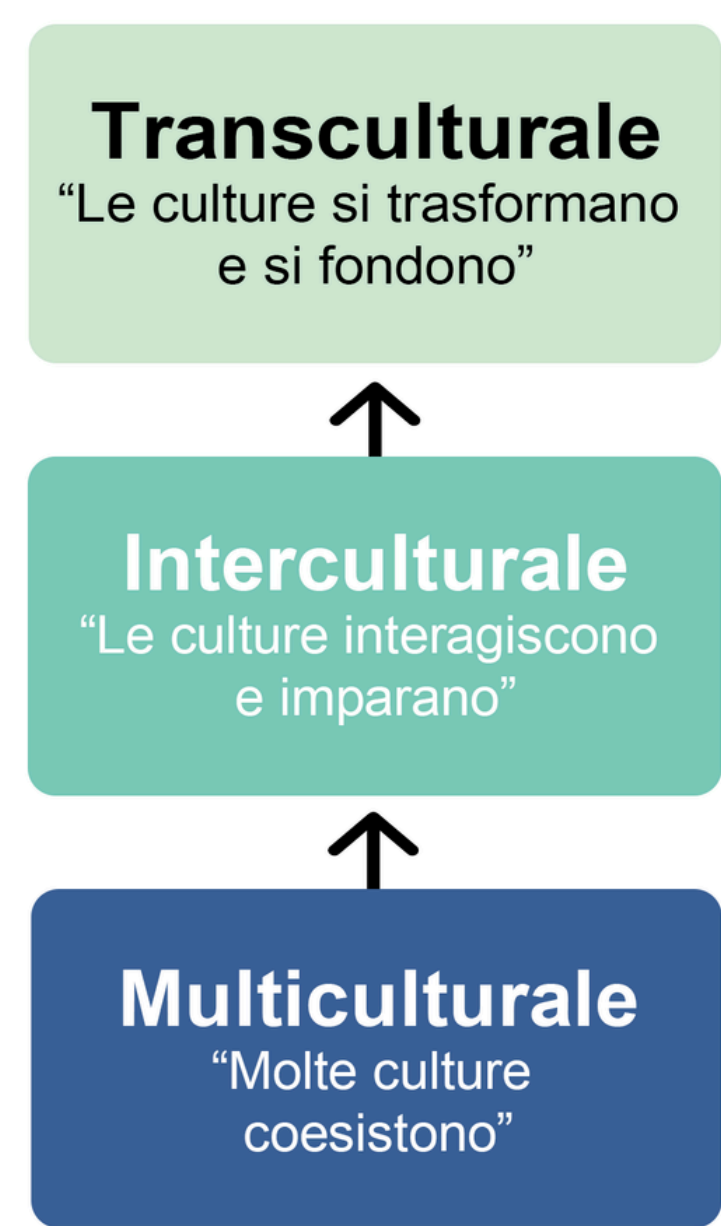 Transculturale
“Le culture si trasformano
e si fondono”
Interculturale
“Le culture interagiscono
e imparano”
Multiculturale
“Molte culture
coesistono”